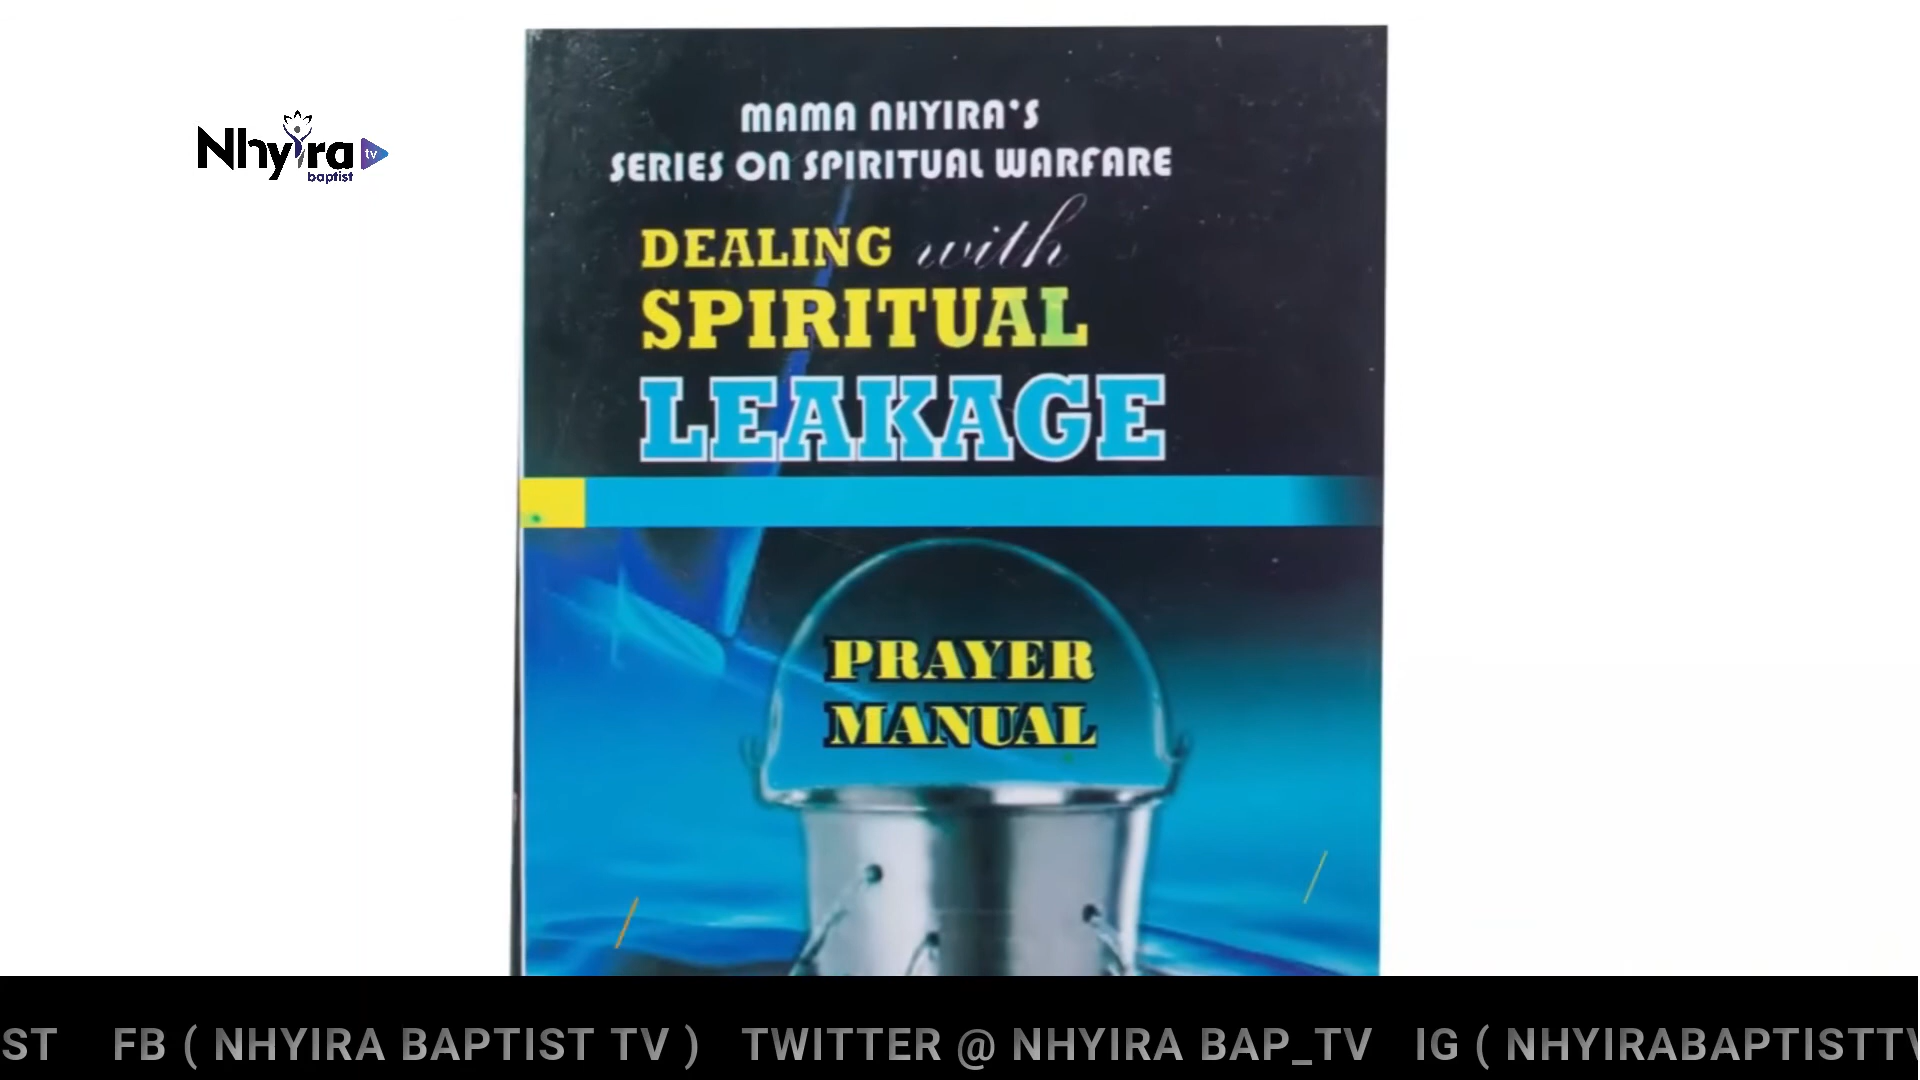 Nhyira tv
baptist
MAMA NHYIRA'S
SERIES ON SPIRITUAL WARFARE
DEALING with
SPIRITUAL
LEAKAGE
PRAYER
MANUAL
ST FB ( NHYIRA BAPTIST TV ) TWITTER @ NHYIRA BAP_TV IG ( NHYIRABAPTISTTV